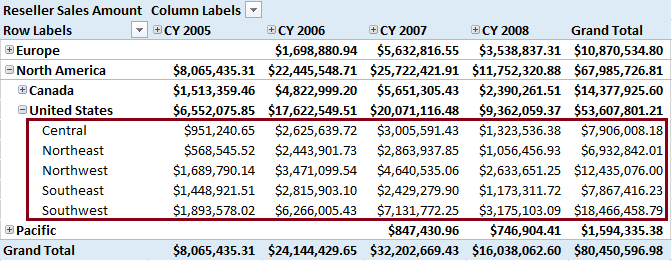 Reseller Sales Amount Column Labels
Row Labels CY 2005 CY 2006 CY 2007 CY 2008 Grand Total
Europe $1,698,880.94 $5,632,816.55 $3,538,837.31 $10,870,534.80
North America $8,065,435.31 $22,445,548.71 $25,722,421.91 $11,752,320.88 $67,985,726.81
Canada $1,513,359.46 $4,822,999.20 $5,651,305.43 $2,390,261.51 $14,377,925.60
United States $6,552,075.85 $17,622,549.51 $20,071,116.48 $9,362,059.37 $53,607,801.21
Central $951,240.65 $2,625,639.72 $3,005,591.43 $1,323,536.38 $7,906,008.18
Northeast $568,545.52 $2,443,901.73 $2,863,937.85 $1,056,456.93 $6,932,842.01
Northwest $1,689,790.14 $3,471,099.54 $4,640,535.06 $2,633,651.25 $12,435,076.00
Southeast $1,448,921.51 $2,815,903.10 $2,429,279.90 $1,173,311.72 $7,867,416.23
Southwest $1,893,578.02 $6,266,005.43 $7,131,772.25 $3,175,103.09 $18,466,458.79
Pacific $847,430.96 $746,904.41 $1,594,335.38
Grand Total $8,065,435.31 $24,144,429.65 $32,202,669.43 $16,038,062.60 $80,450,596.98